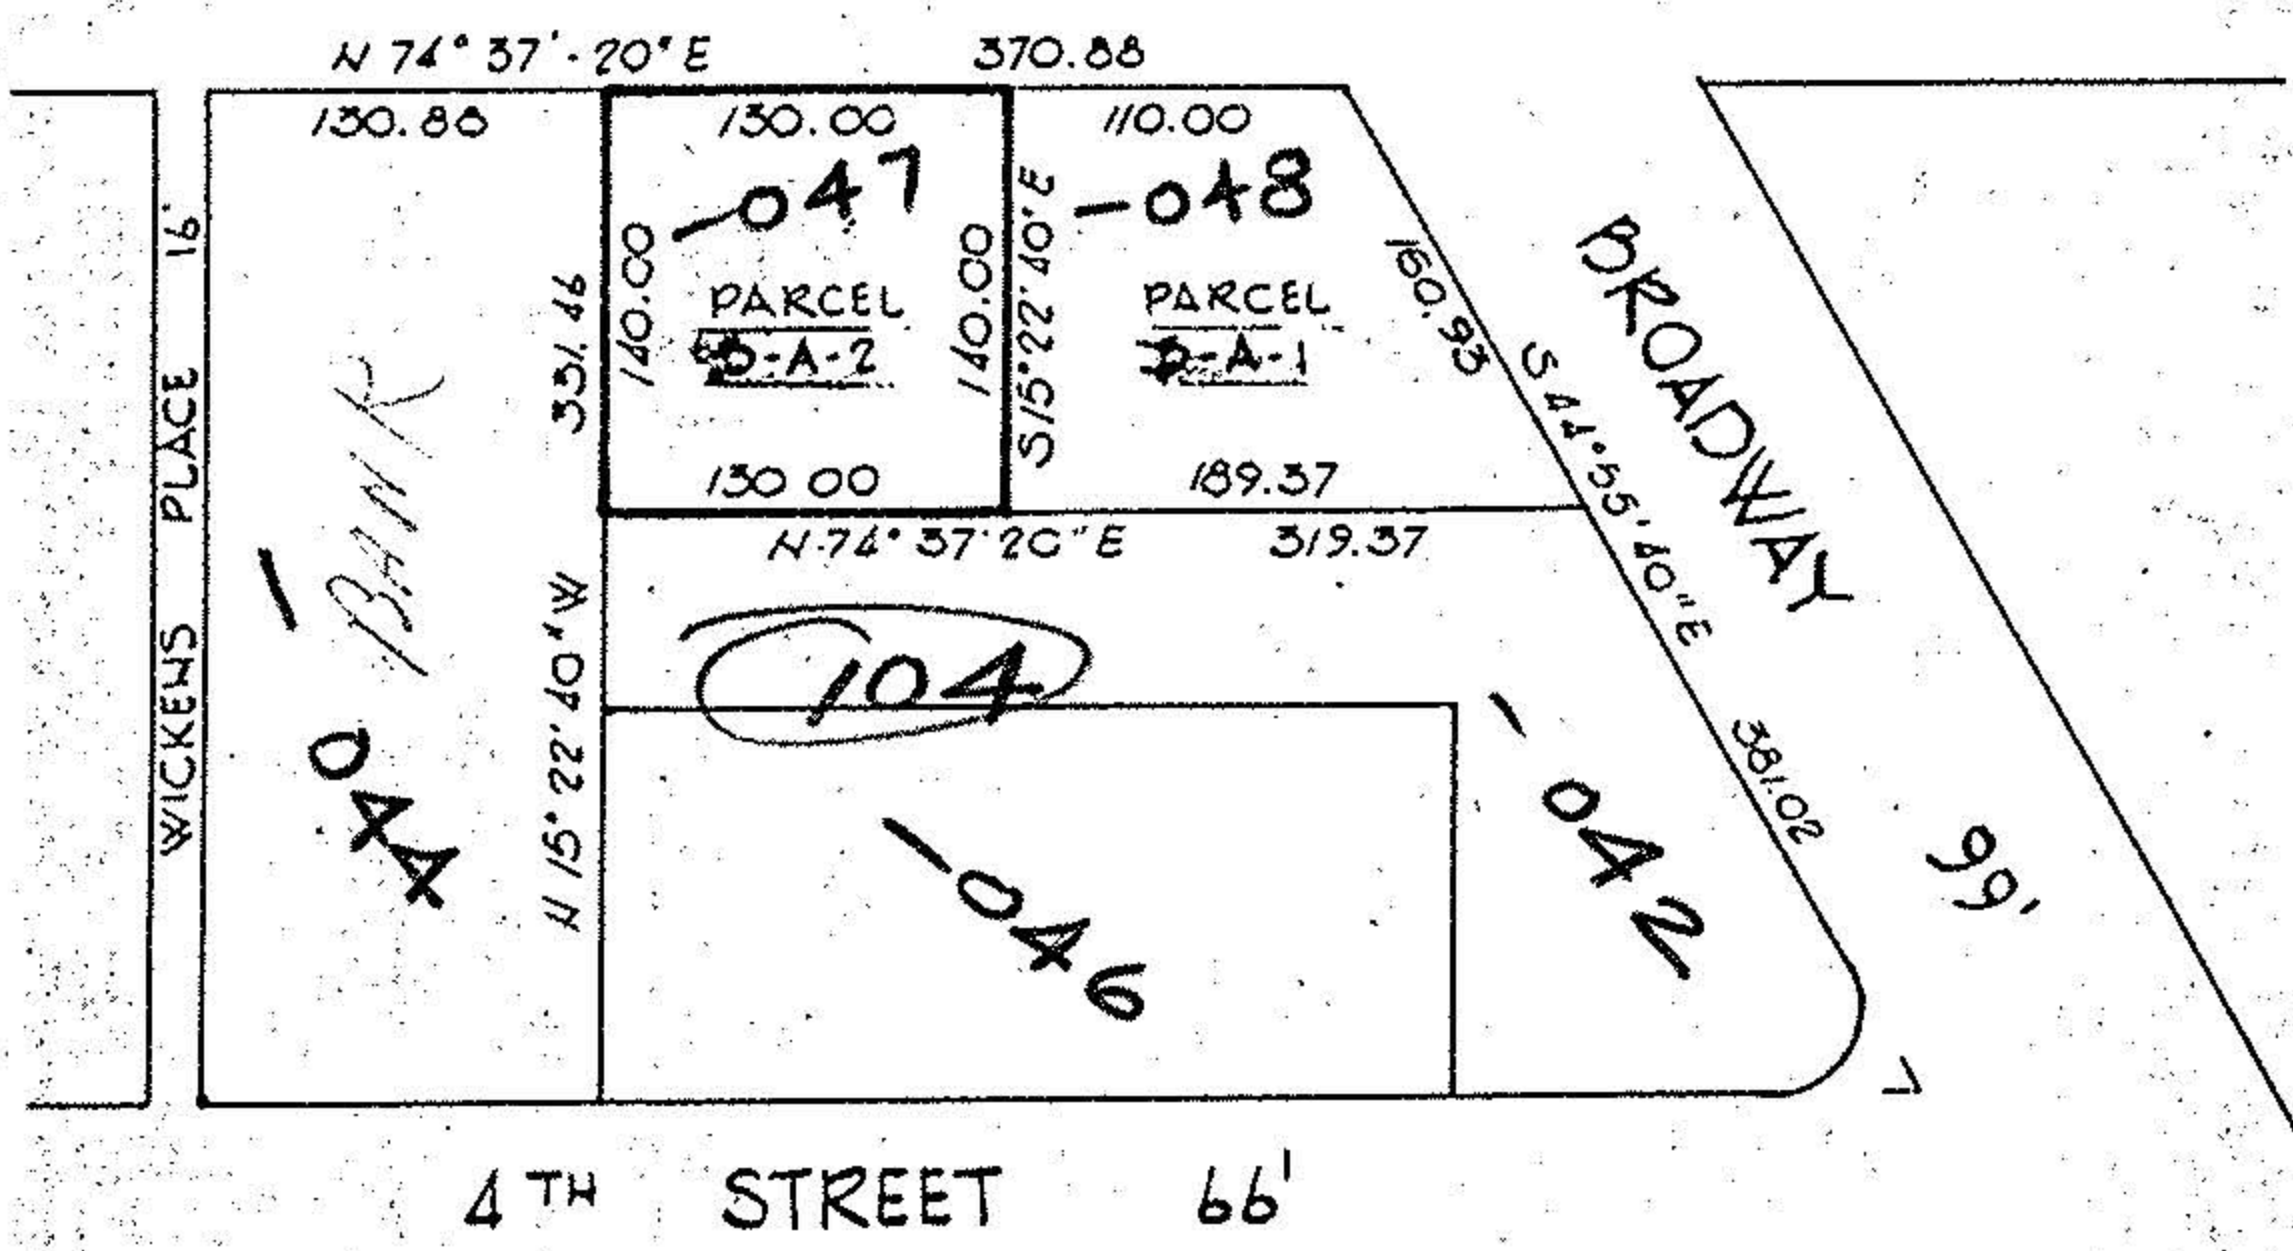 N 74° 37'-20" E 370.88
130.88 130.00 110.00
-047 -048
140.00 140.00 S 15° 22' 40" E
331.46
PARCEL
-A-2
PARCEL
-A-1
160.93
130 00 189.37
N 74° 37' 20" E 319.37
S 44° 55' 40" E
BROADWAY
WICKENS PLACE 16'
BANK
-044
N 15° 22' 40" W
104
-046
-042
381.02
99'
4TH STREET 66'